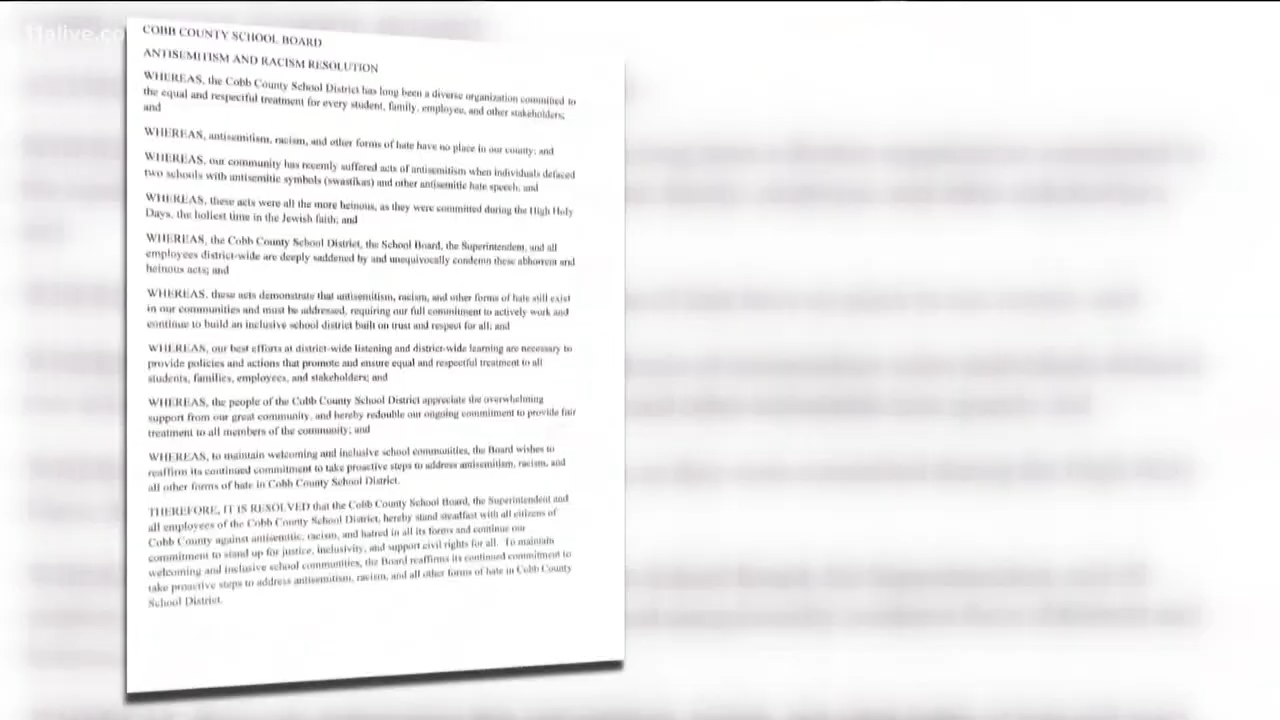 11alive.co
COBB COUNTY SCHOOL BOARD
ANTISEMITISM AND RACISM RESOLUTION
WHEREAS, the Cobb County School District has long been a diverse organization committed to
the equal and respectful treatment for every student, family, employee, and other stakeholders;
and
WHEREAS, antisemitism, racism, and other forms of hate have no place in our county; and
WHEREAS, our community has recently suffered acts of antisemitism when individuals defaced
two schools with antisemitic symbols (swastikas) and other antisemitic hate speech; and
WHEREAS, these acts were all the more heinous, as they were committed during the High Holy
Days, the holiest time in the Jewish faith; and
WHEREAS, the Cobb County School District, the School Board, the Superintendent, and all
employees district-wide are deeply saddened by and unequivocally condemn these abhorrent and
heinous acts; and
WHEREAS, these acts demonstrate that antisemitism, racism, and other forms of hate still exist
in our communities and must be addressed, requiring our full commitment to actively work and
continue to build an inclusive school district built on trust and respect for all; and
WHEREAS, our best efforts at district-wide listening and district-wide learning are necessary to
provide policies and actions that promote and ensure equal and respectful treatment to all
students, families, employees, and stakeholders; and
WHEREAS, the people of the Cobb County School District appreciate the overwhelming
support from our great community, and hereby redouble our ongoing commitment to provide fair
treatment to all members of the community; and
WHEREAS, to maintain welcoming and inclusive school communities, the Board wishes to
reaffirm its continued commitment to take proactive steps to address antisemitism, racism, and
all other forms of hate in Cobb County School District.
THEREFORE, IT IS RESOLVED that the Cobb County School Board, the Superintendent and
all employees of the Cobb County School District, hereby stand steadfast with all citizens of
Cobb County against antisemitic, racism, and hatred in all its forms and continue our
commitment to stand up for justice, inclusivity, and support civil rights for all. To maintain
welcoming and inclusive school communities, the Board reaffirms its continued commitment to
take proactive steps to address antisemitism, racism, and all other forms of hate in Cobb County
School District.